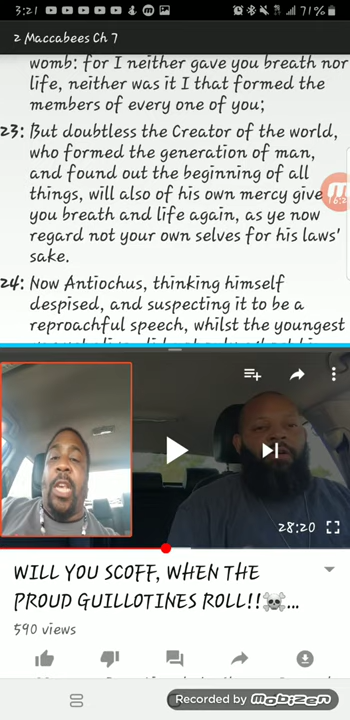 3:21
71%
2 Maccabees Ch 7
womb: for I neither gave you breath nor
life, neither was it I that formed the
members of every one of you;
23: But doubtless the Creator of the world,
who formed the generation of man,
and found out the beginning of all
things, will also of his own mercy give
you breath and life again, as ye now
regard not your own selves for his laws'
sake.
24: Now Antiochus, thinking himself
despised, and suspecting it to be a
reproachful speech, whilst the youngest
28:20
WILL YOU SCOFF, WHEN THE
PROUD GUILLOTINES ROLL!!☠...
590 views
Recorded by Mobizen